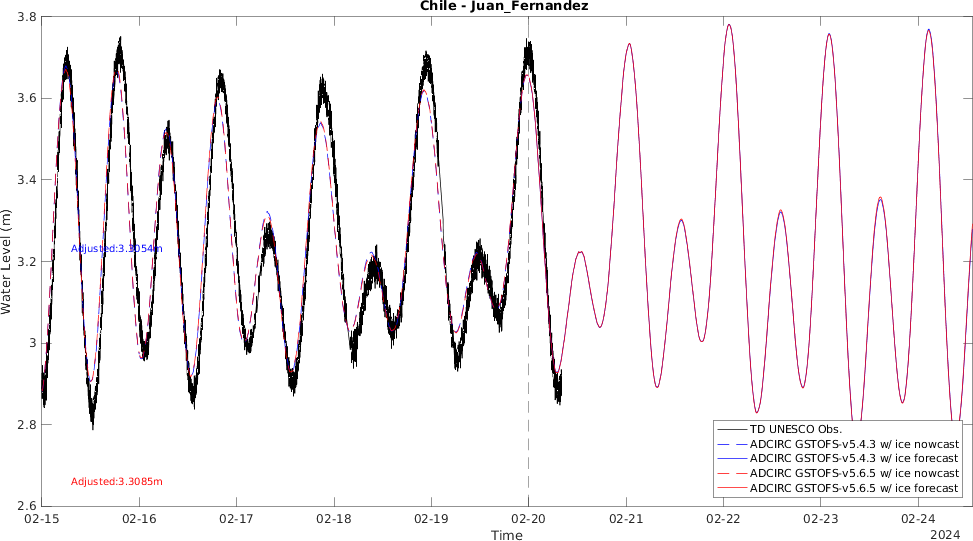 Chile - Juan_Fernandez
3.8
3.6
3.4
3.2
3
2.8
2.6
Water Level (m)
Adjusted:3.3054m
Adjusted:3.3085m
TD UNESCO Obs.
ADCIRC GSTOFS-v5.4.3 w/ ice nowcast
ADCIRC GSTOFS-v5.4.3 w/ ice forecast
ADCIRC GSTOFS-v5.6.5 w/ ice nowcast
ADCIRC GSTOFS-v5.6.5 w/ ice forecast
02-15 02-16 02-17 02-18 02-19 02-20 02-21 02-22 02-23 02-24
Time
2024